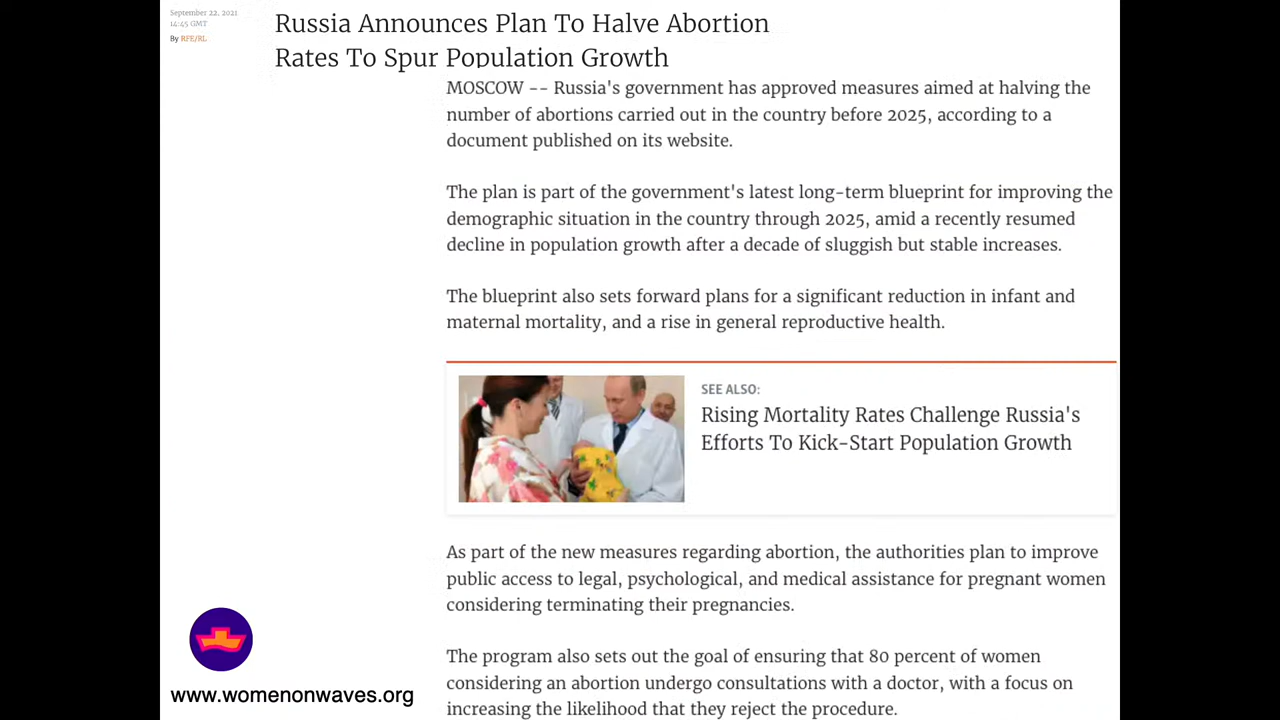 September 22, 2021
14:45 GMT
By RFE/RL
Russia Announces Plan To Halve Abortion
Rates To Spur Population Growth
MOSCOW -- Russia's government has approved measures aimed at halving the
number of abortions carried out in the country before 2025, according to a
document published on its website.
The plan is part of the government's latest long-term blueprint for improving the
demographic situation in the country through 2025, amid a recently resumed
decline in population growth after a decade of sluggish but stable increases.
The blueprint also sets forward plans for a significant reduction in infant and
maternal mortality, and a rise in general reproductive health.
SEE ALSO:
Rising Mortality Rates Challenge Russia's
Efforts To Kick-Start Population Growth
As part of the new measures regarding abortion, the authorities plan to improve
public access to legal, psychological, and medical assistance for pregnant women
considering terminating their pregnancies.
The program also sets out the goal of ensuring that 80 percent of women
considering an abortion undergo consultations with a doctor, with a focus on
increasing the likelihood that they reject the procedure.
www.womenonwaves.org